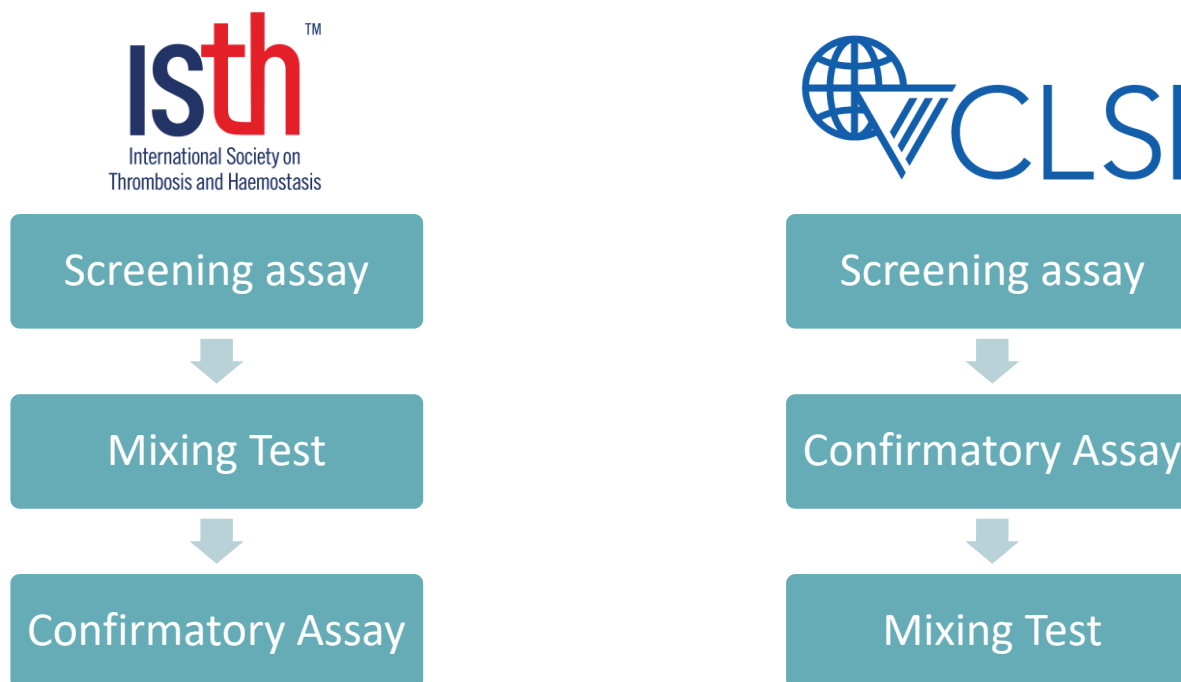 isth™
International Society on
Thrombosis and Haemostasis
Screening assay
Mixing Test
Confirmatory Assay
CLSI
Screening assay
Confirmatory Assay
Mixing Test